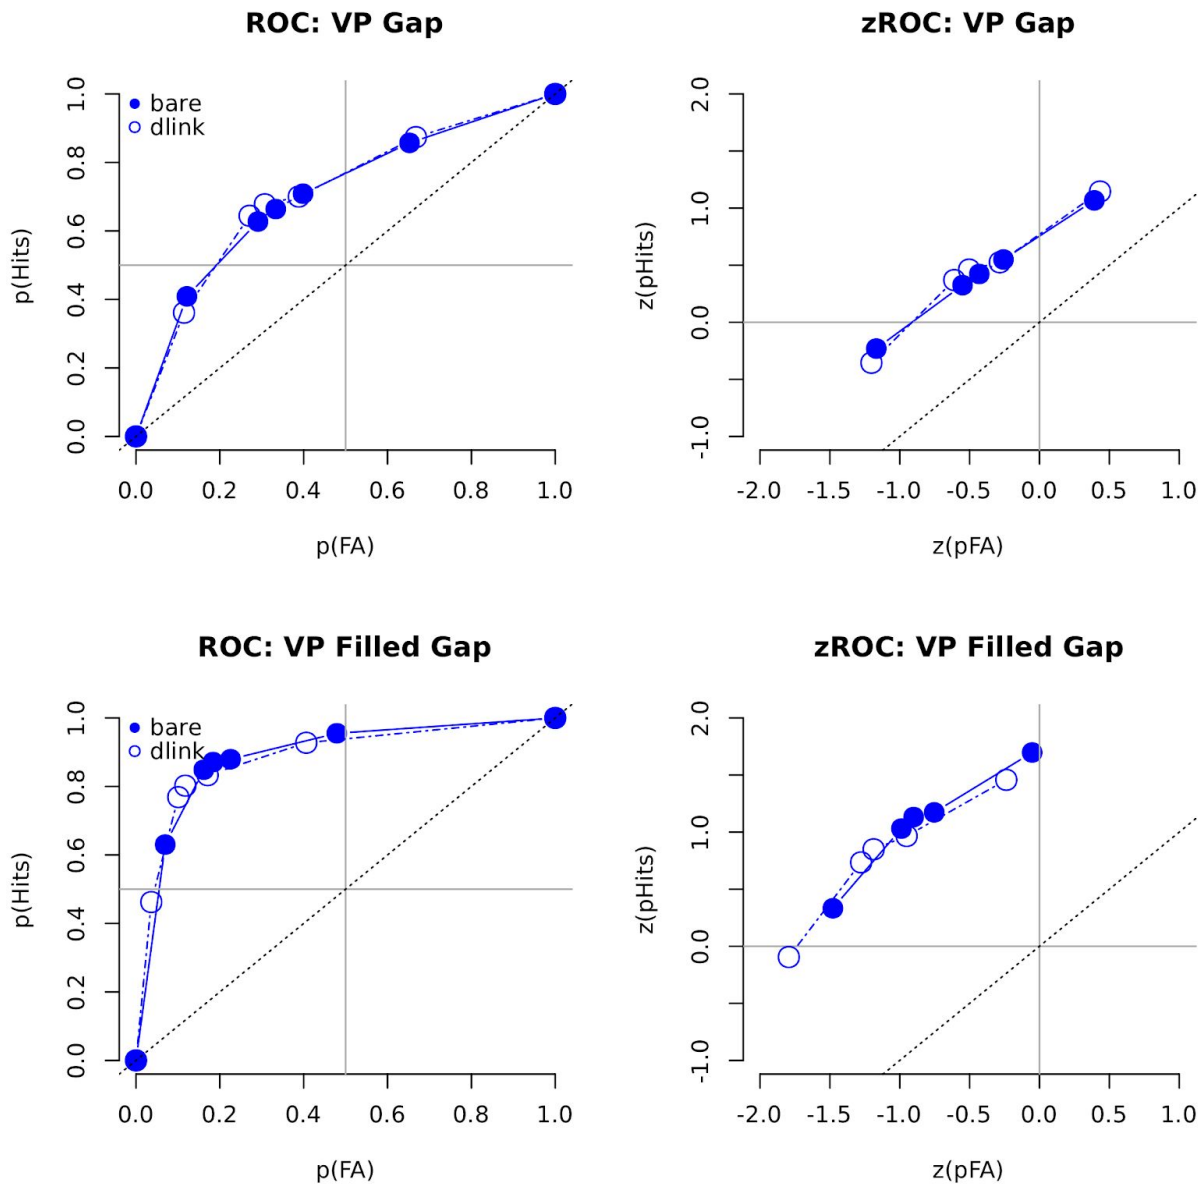 ROC: VP Gap
p(Hits)
1.0
0.8
0.6
0.4
0.2
0.0
bare
dlink
0.0 0.2 0.4 0.6 0.8 1.0
p(FA)
zROC: VP Gap
z(pHits)
2.0
1.0
0.0
-1.0
-2.0 -1.5 -1.0 -0.5 0.0 0.5 1.0
z(pFA)
ROC: VP Filled Gap
p(Hits)
1.0
0.8
0.6
0.4
0.2
0.0
bare
dlink
0.0 0.2 0.4 0.6 0.8 1.0
p(FA)
zROC: VP Filled Gap
z(pHits)
2.0
1.0
0.0
-1.0
-2.0 -1.5 -1.0 -0.5 0.0 0.5 1.0
z(pFA)